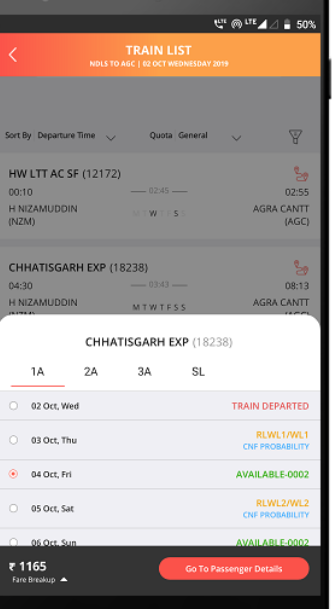 LTE LTE 50%
TRAIN LIST
NDLS TO AGC | 02 OCT WEDNESDAY 2019
Sort By Departure Time Quota General
HW LTT AC SF (12172)
00:10 02:45 02:55
H NIZAMUDDIN W S AGRA CANTT
(NZM) (AGC)
CHHATISGARH EXP (18238)
04:30 03:43 08:13
H NIZAMUDDIN M T W T F S S AGRA CANTT
CHHATISGARH EXP (18238)
1A 2A 3A SL
02 Oct, Wed TRAIN DEPARTED
03 Oct, Thu RLWL1/WL1
CNF PROBABILITY
04 Oct, Fri AVAILABLE-0002
05 Oct, Sat RLWL2/WL2
CNF PROBABILITY
06 Oct, Sun AVAILABLE-0002
₹ 1165
Fare Breakup Go To Passenger Details